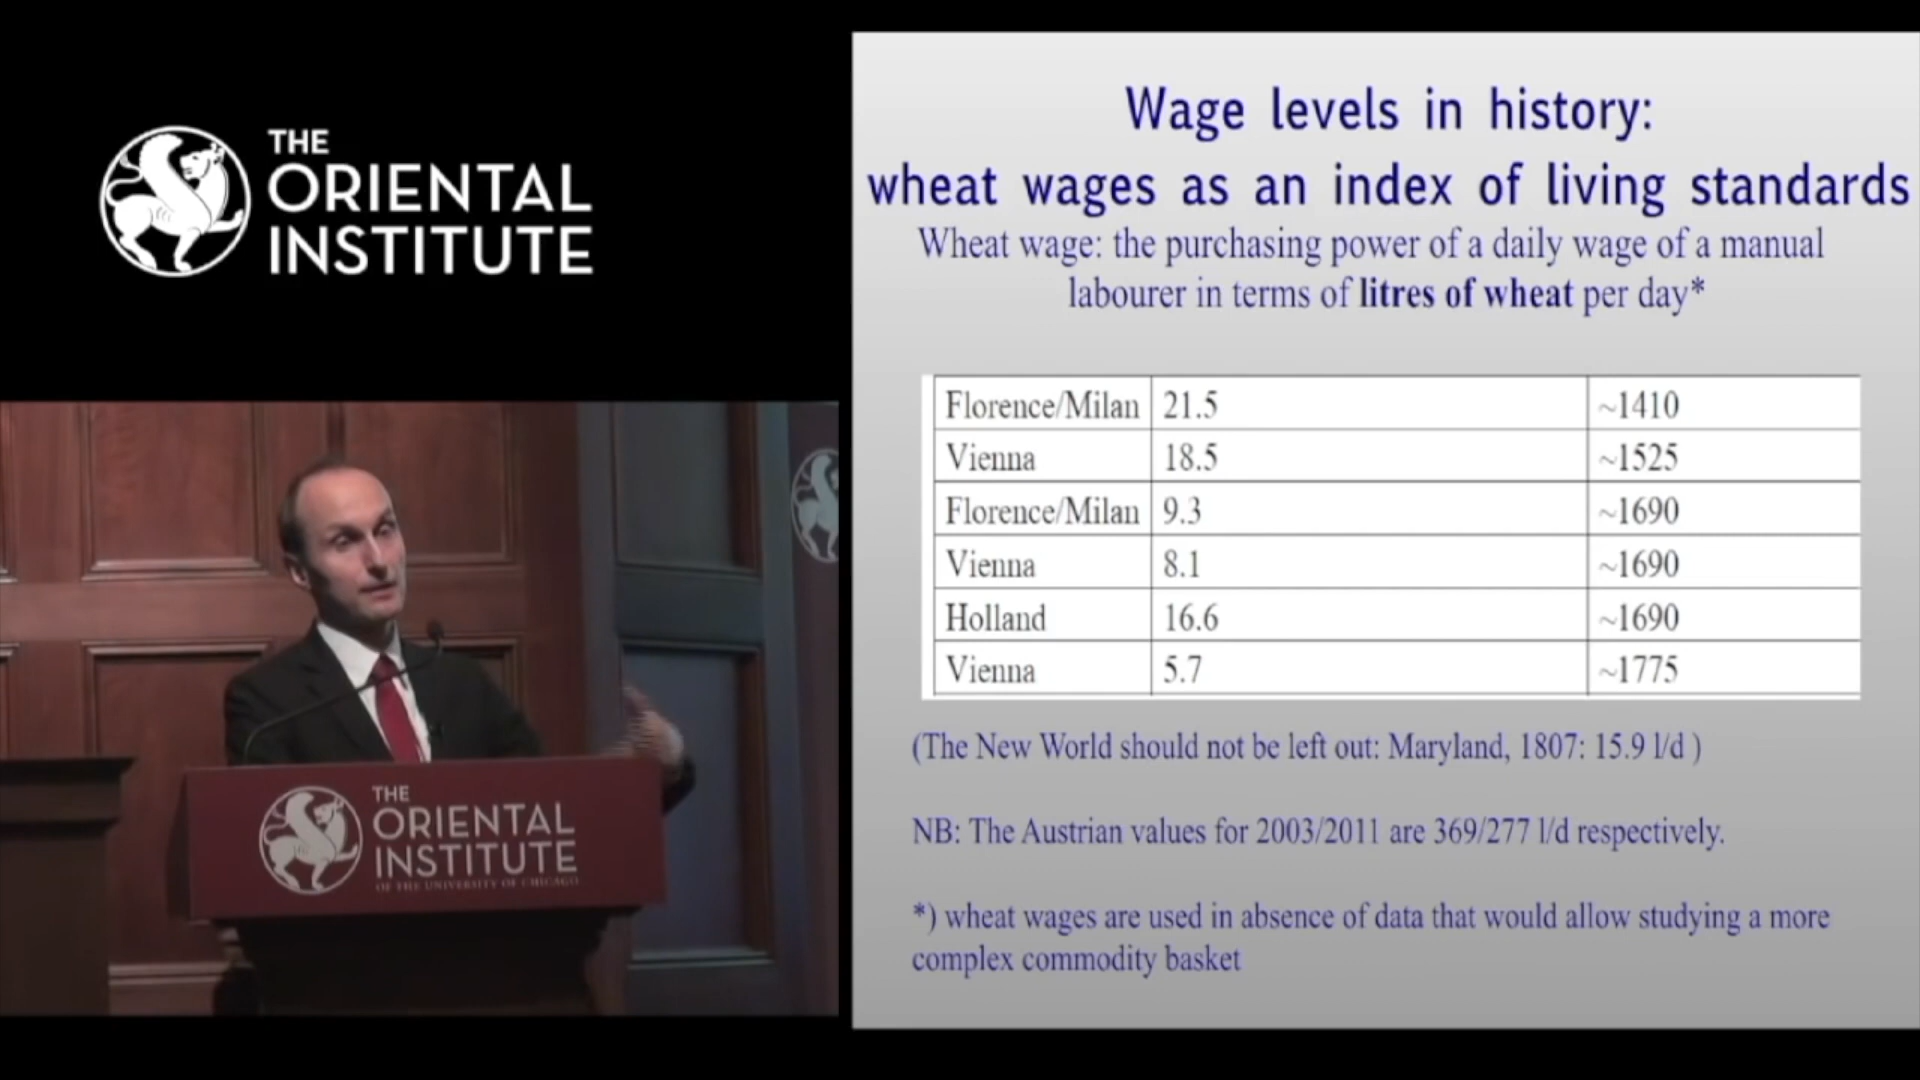 THE
ORIENTAL
INSTITUTE
Wage levels in history:
wheat wages as an index of living standards
Wheat wage: the purchasing power of a daily wage of a manual
labourer in terms of litres of wheat per day*
Florence/Milan 21.5 ~1410
Vienna 18.5 ~1525
Florence/Milan 9.3 ~1690
Vienna 8.1 ~1690
Holland 16.6 ~1690
Vienna 5.7 ~1775
(The New World should not be left out: Maryland, 1807: 15.9 l/d )
NB: The Austrian values for 2003/2011 are 369/277 l/d respectively.
*) wheat wages are used in absence of data that would allow studying a more
complex commodity basket
THE
ORIENTAL
INSTITUTE
OF THE UNIVERSITY OF CHICAGO